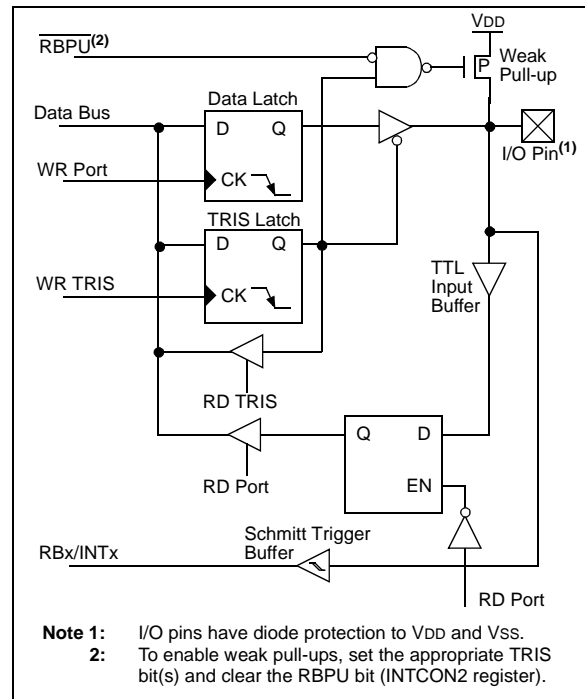 VDD
RBPU(2)
P
Weak
Pull-up
Data Latch
Data Bus
D Q
I/O Pin(1)
WR Port
CK
TRIS Latch
D Q
TTL
Input
Buffer
WR TRIS
CK
RD TRIS
Q D
RD Port
EN
Schmitt Trigger
Buffer
RBx/INTx
RD Port
Note 1: I/O pins have diode protection to VDD and VSS.
2: To enable weak pull-ups, set the appropriate TRIS
bit(s) and clear the RBPU bit (INTCON2 register).